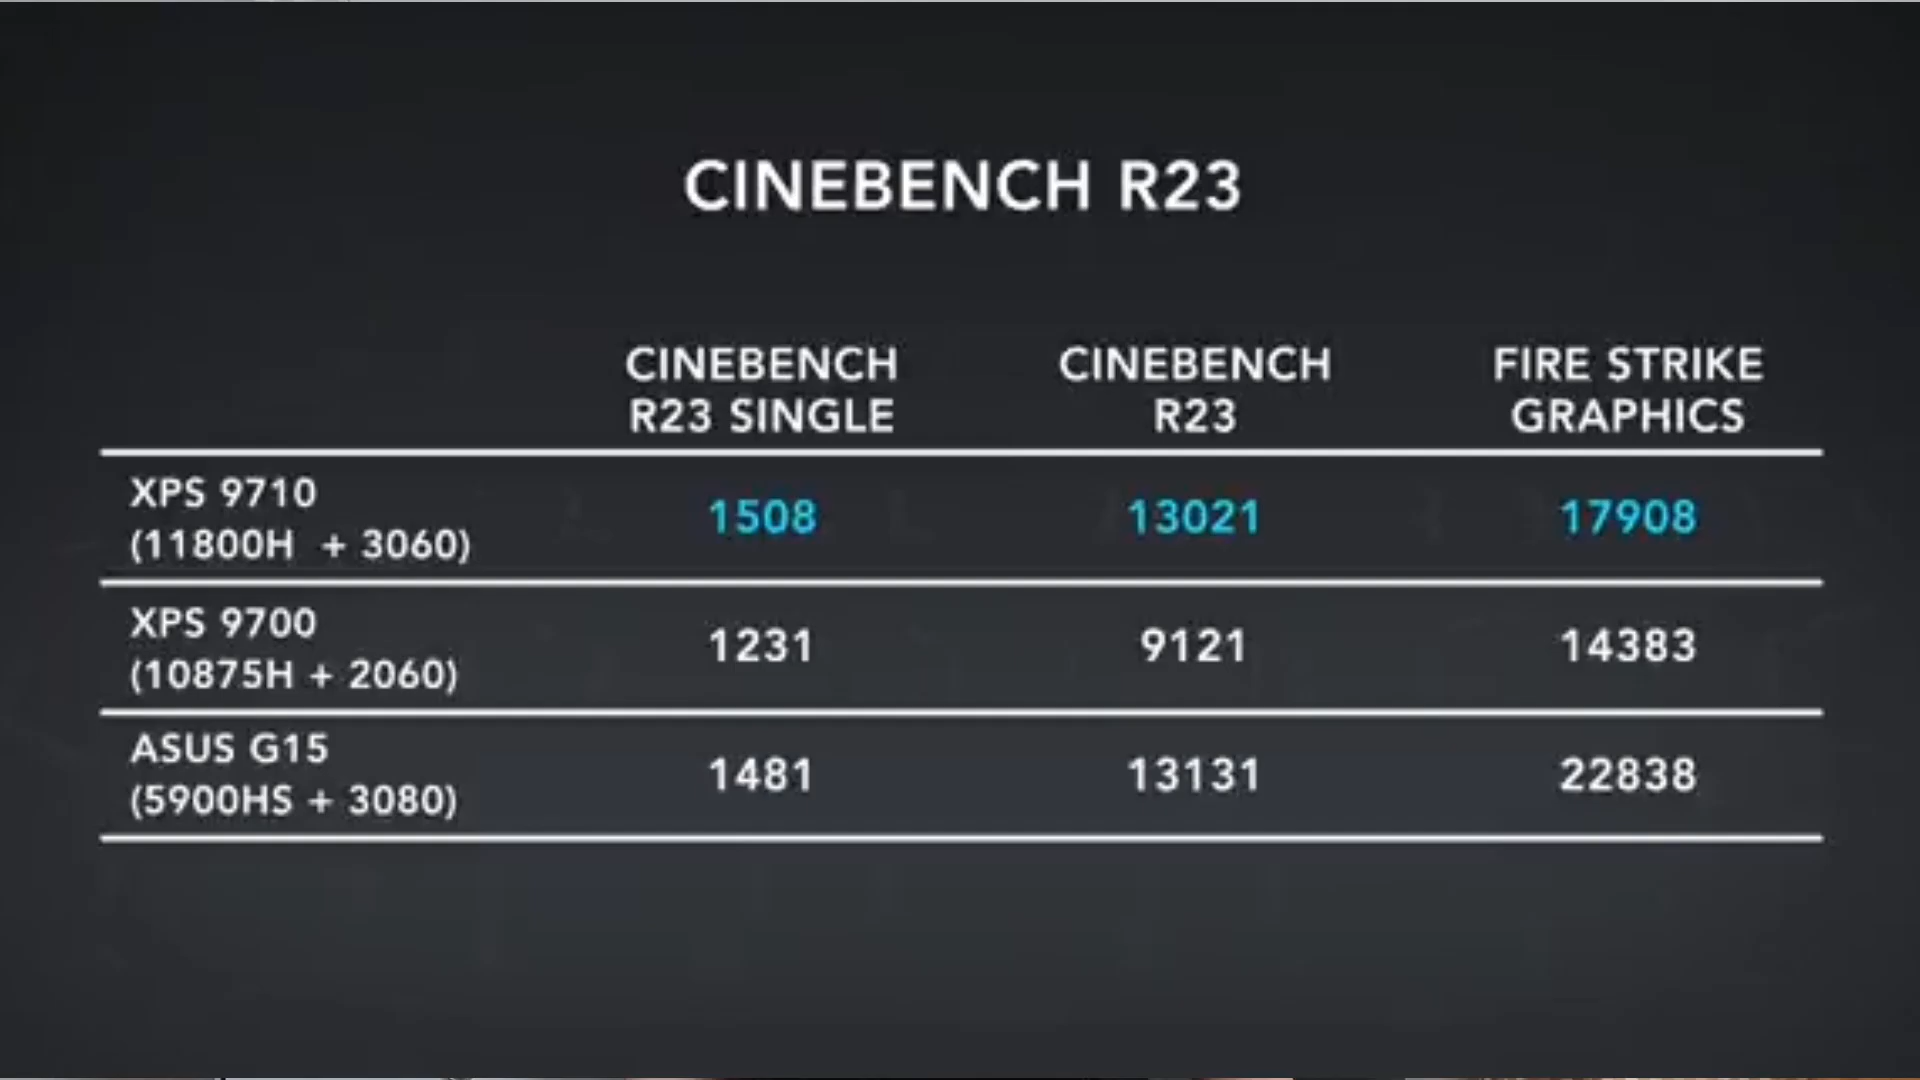 CINEBENCH R23
CINEBENCH CINEBENCH FIRE STRIKE
R23 SINGLE R23 GRAPHICS
XPS 9710
(11800H + 3060) 1508 13021 17908
XPS 9700
(10875H + 2060) 1231 9121 14383
ASUS G15
(5900HS + 3080) 1481 13131 22838